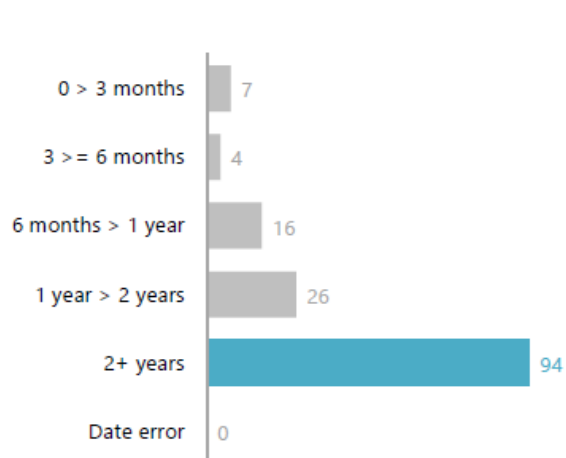 0 > 3 months 7
3 >= 6 months 4
6 months > 1 year 16
1 year > 2 years 26
2+ years 94
Date error 0